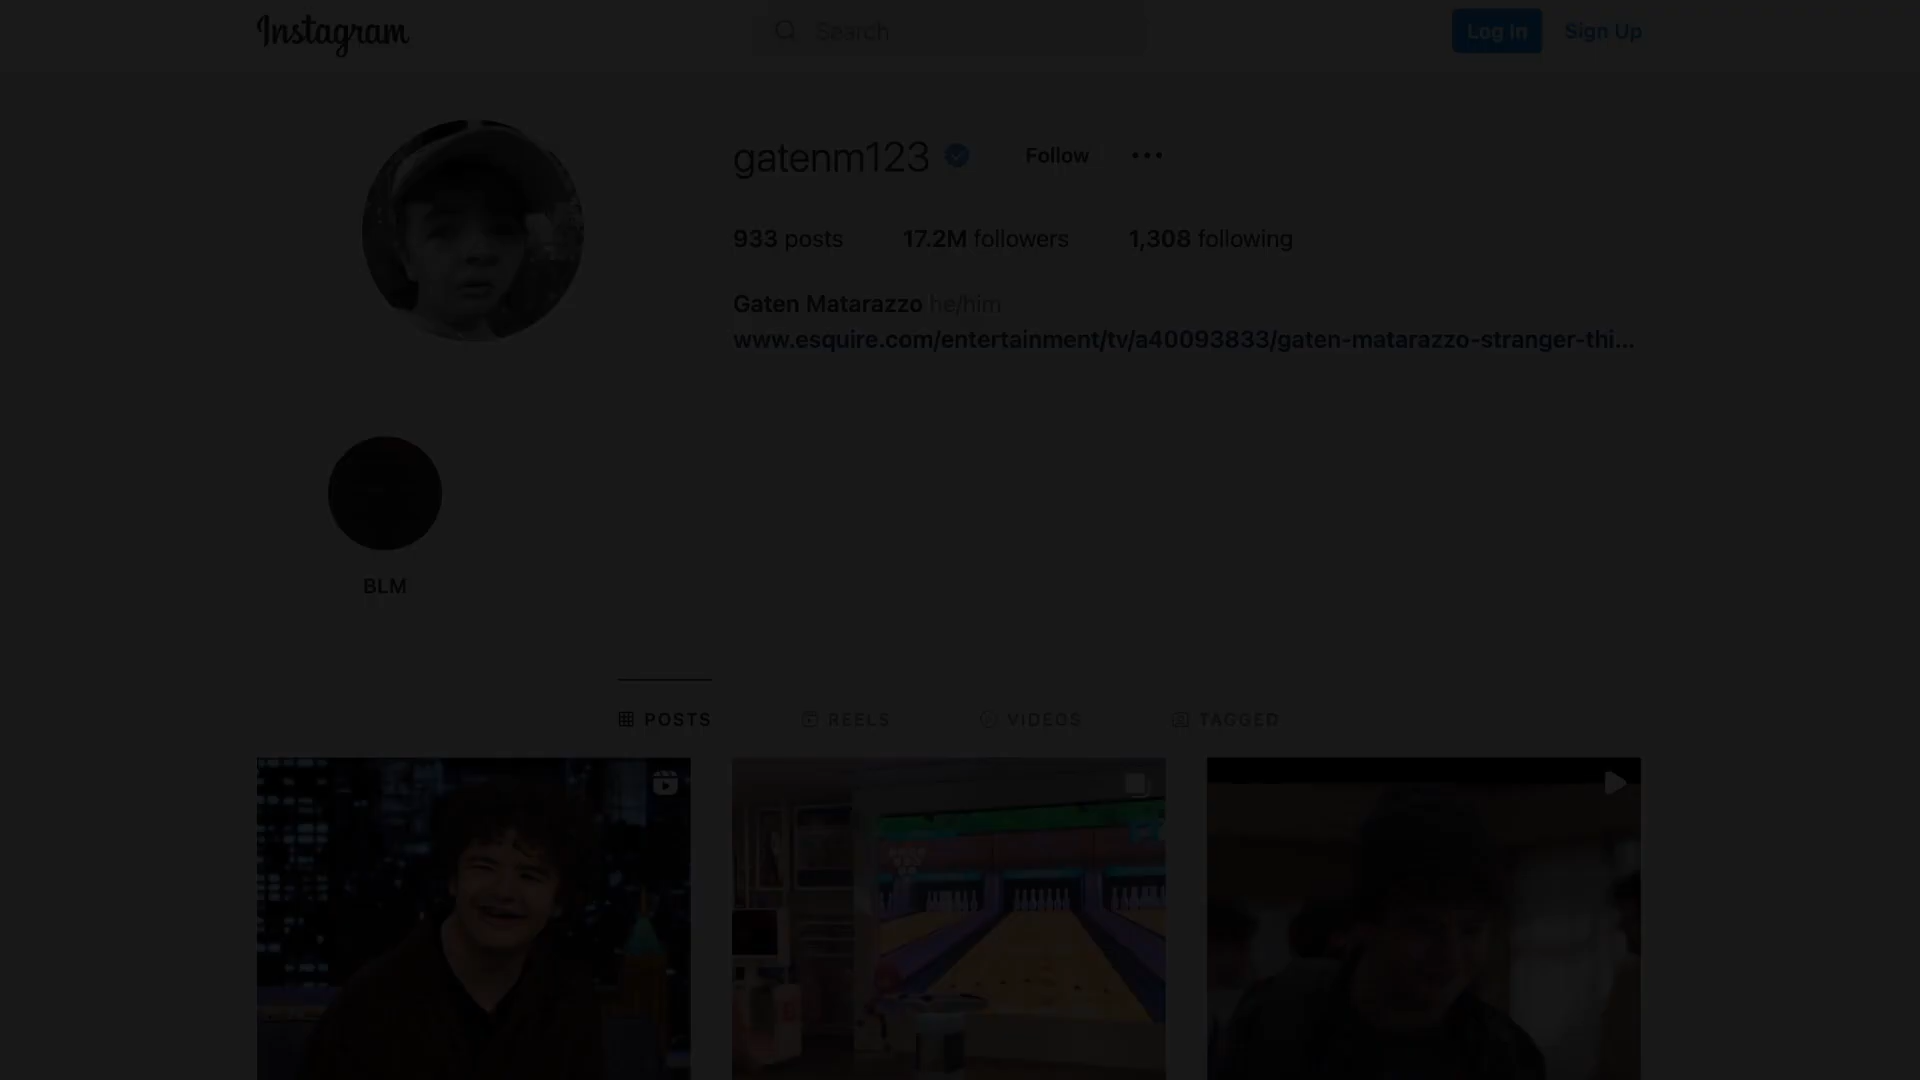 Instagram
Search
Log In
Sign Up
gatenm123
Follow
933 posts
17.2M followers
1,308 following
Gaten Matarazzo he/him
www.esquire.com/entertainment/tv/a40093833/gaten-matarazzo-stranger-thi...
BLM
POSTS
REELS
VIDEOS
TAGGED